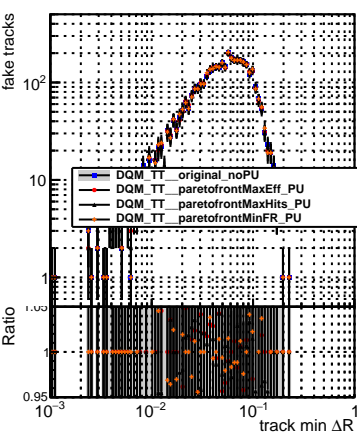 fake tracks
10²
10
1
DQM_TT__original_noPU
DQM_TT__paretofrontMaxEff_PU
DQM_TT__paretofrontMaxHits_PU
DQM_TT__paretofrontMinFR_PU
Ratio
1.05
1
0.95
10⁻³ 10⁻² 10⁻¹ 1
track min ΔR